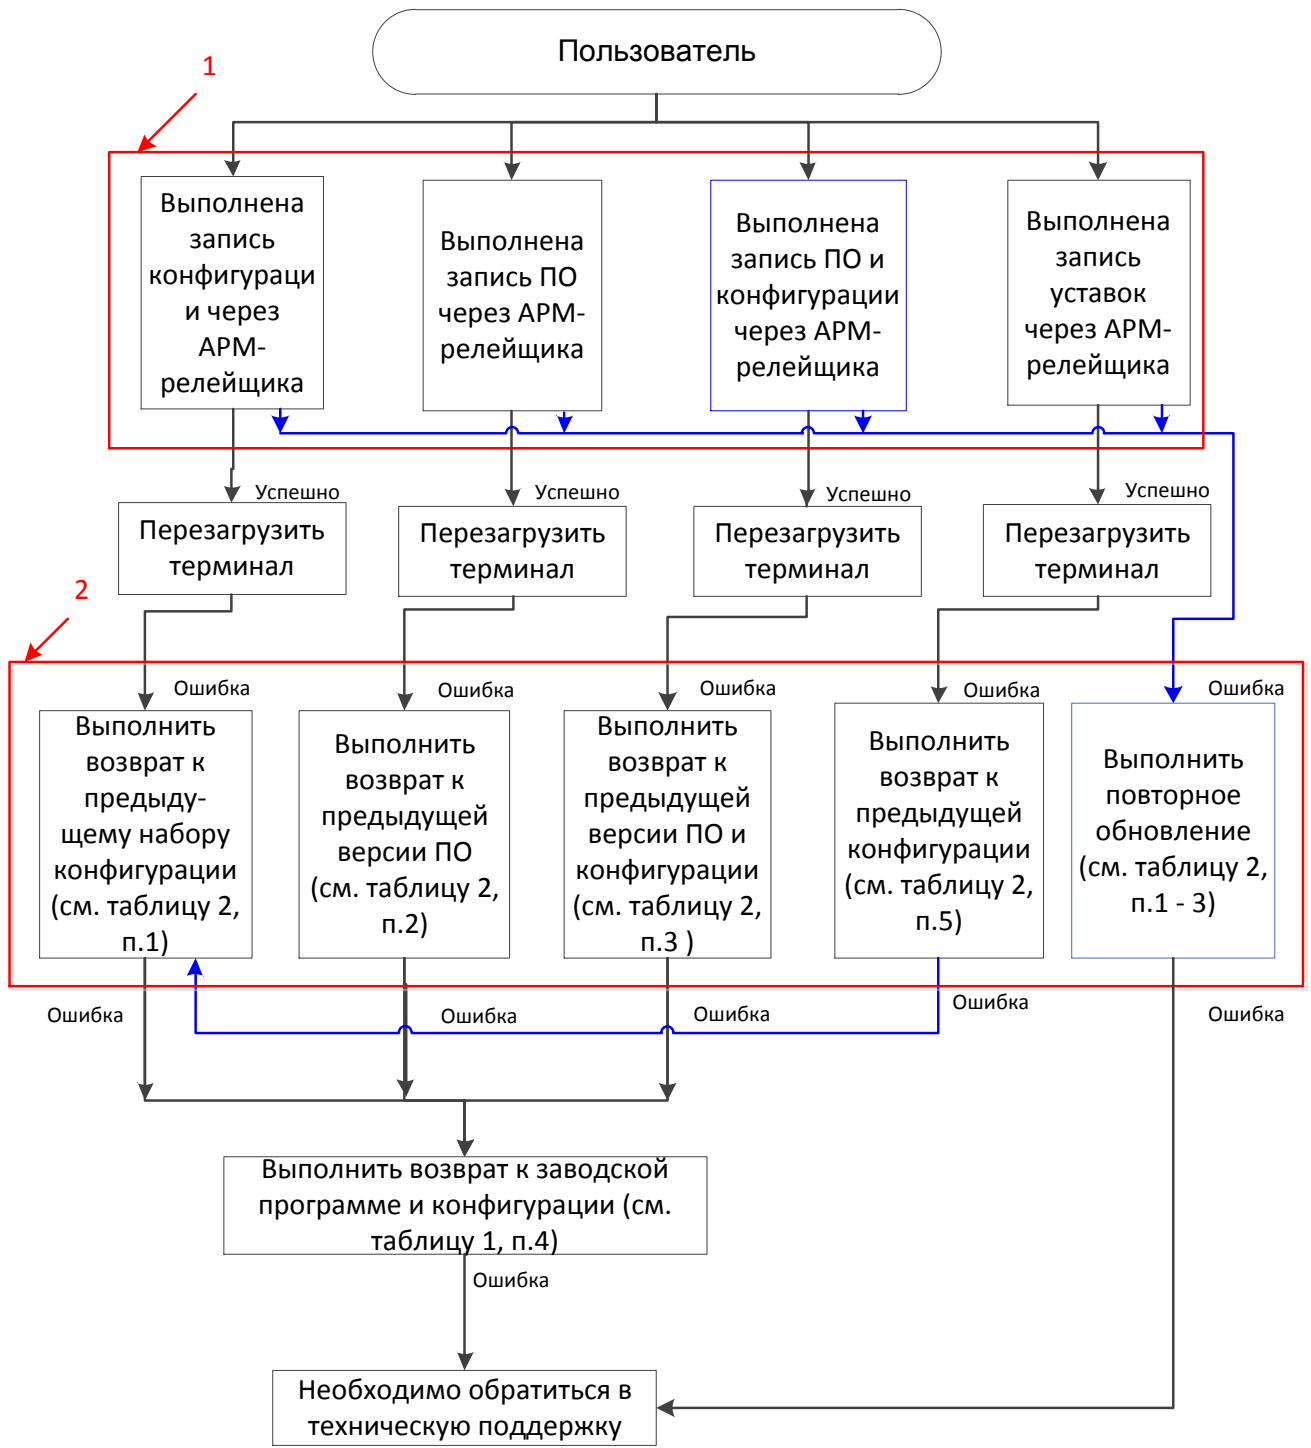 Пользователь
1
Выполнена
запись
конфигураци
и через
АРМ-
релейщика
Выполнена
запись ПО
через АРМ-
релейщика
Выполнена
запись ПО и
конфигурации
через АРМ-
релейщика
Выполнена
запись
уставок
через АРМ-
релейщика
Успешно
Успешно
Успешно
Успешно
Перезагрузить
терминал
Перезагрузить
терминал
Перезагрузить
терминал
Перезагрузить
терминал
2
Ошибка
Ошибка
Ошибка
Ошибка
Ошибка
Выполнить
возврат к
предыду-
щему набору
конфигурации
(см. таблицу 2,
п.1)
Выполнить
возврат к
предыдущей
версии ПО
(см. таблицу 2,
п.2)
Выполнить
возврат к
предыдущей
версии ПО и
конфигурации
(см. таблицу 2,
п.3 )
Выполнить
возврат к
предыдущей
конфигурации
(см. таблицу 2,
п.5)
Выполнить
повторное
обновление
(см. таблицу 2,
п.1 - 3)
Ошибка
Ошибка
Ошибка
Ошибка
Ошибка
Выполнить возврат к заводской
программе и конфигурации (см.
таблицу 1, п.4)
Ошибка
Необходимо обратиться в
техническую поддержку